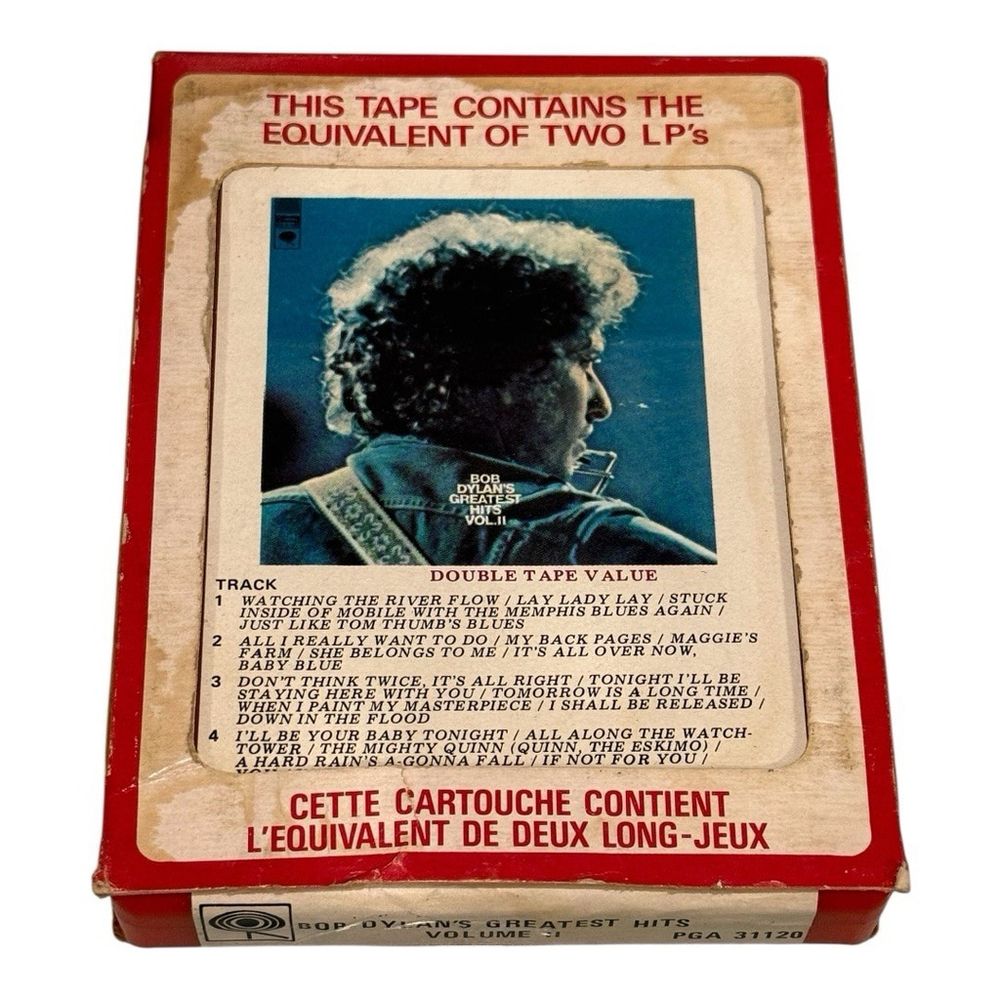 THIS TAPE CONTAINS THE
EQUIVALENT OF TWO LP's
BOB
DYLAN'S
GREATEST
HITS
VOL.II
DOUBLE TAPE VALUE
TRACK
1 WATCHING THE RIVER FLOW / LAY LADY LAY / STUCK
INSIDE OF MOBILE WITH THE MEMPHIS BLUES AGAIN /
JUST LIKE TOM THUMB'S BLUES
2 ALL I REALLY WANT TO DO / MY BACK PAGES / MAGGIE'S
FARM / SHE BELONGS TO ME / IT'S ALL OVER NOW,
BABY BLUE
3 DON'T THINK TWICE, IT'S ALL RIGHT / TONIGHT I'LL BE
STAYING HERE WITH YOU / TOMORROW IS A LONG TIME /
WHEN I PAINT MY MASTERPIECE / I SHALL BE RELEASED /
DOWN IN THE FLOOD
4 I'LL BE YOUR BABY TONIGHT / ALL ALONG THE WATCH-
TOWER / THE MIGHTY QUINN (QUINN, THE ESKIMO) /
A HARD RAIN'S A-GONNA FALL / IF NOT FOR YOU /
CETTE CARTOUCHE CONTIENT
L'EQUIVALENT DE DEUX LONG-JEUX
BOB DYLAN'S GREATEST HITS
VOLUME II
PGA 31120